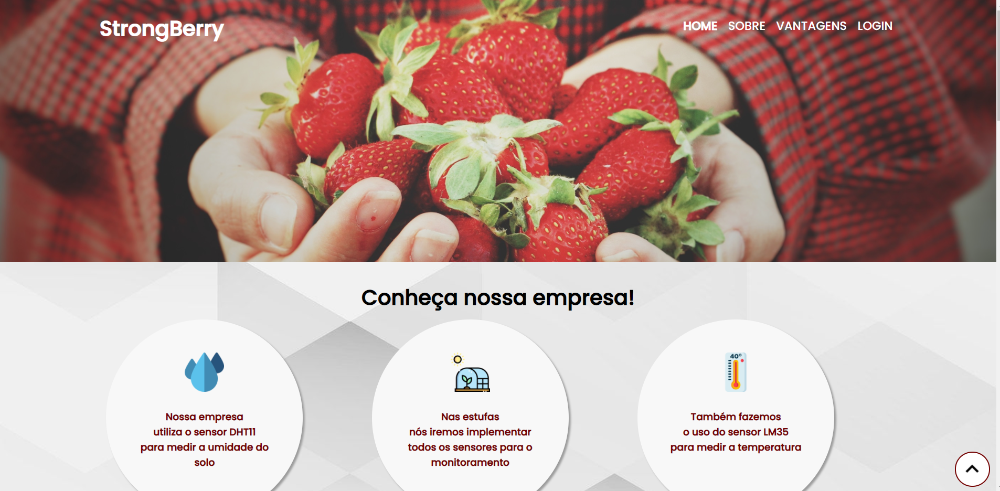 StrongBerry
HOME SOBRE VANTAGENS LOGIN
Conheça nossa empresa!
Nossa empresa
utiliza o sensor DHT11
para medir a umidade do
solo
Nas estufas
nós iremos implementar
todos os sensores para o
monitoramento
40°
Também fazemos
o uso do sensor LM35
para medir a temperatura